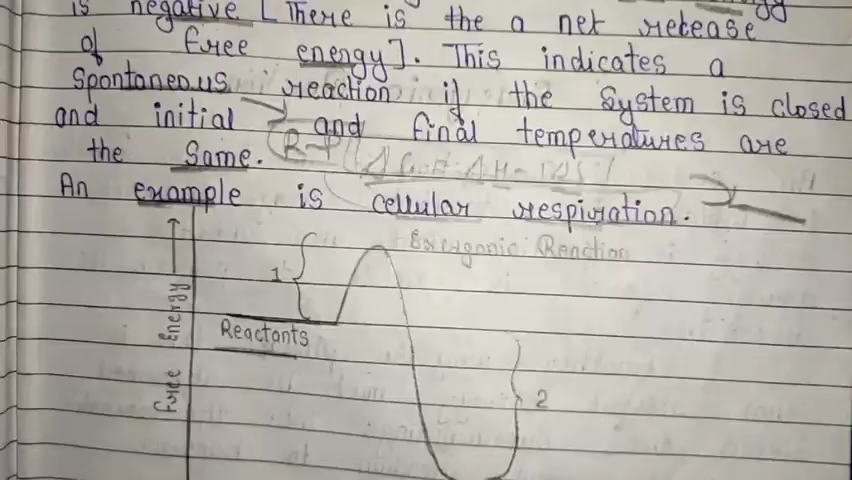 is negative [There is the a net release
of free energy]. This indicates a
spontaneous reaction if the system is closed
and initial and final temperatures are
the same.
An example is cellular respiration.
Exergonic Reaction
1
Reactants
Free Energy
2